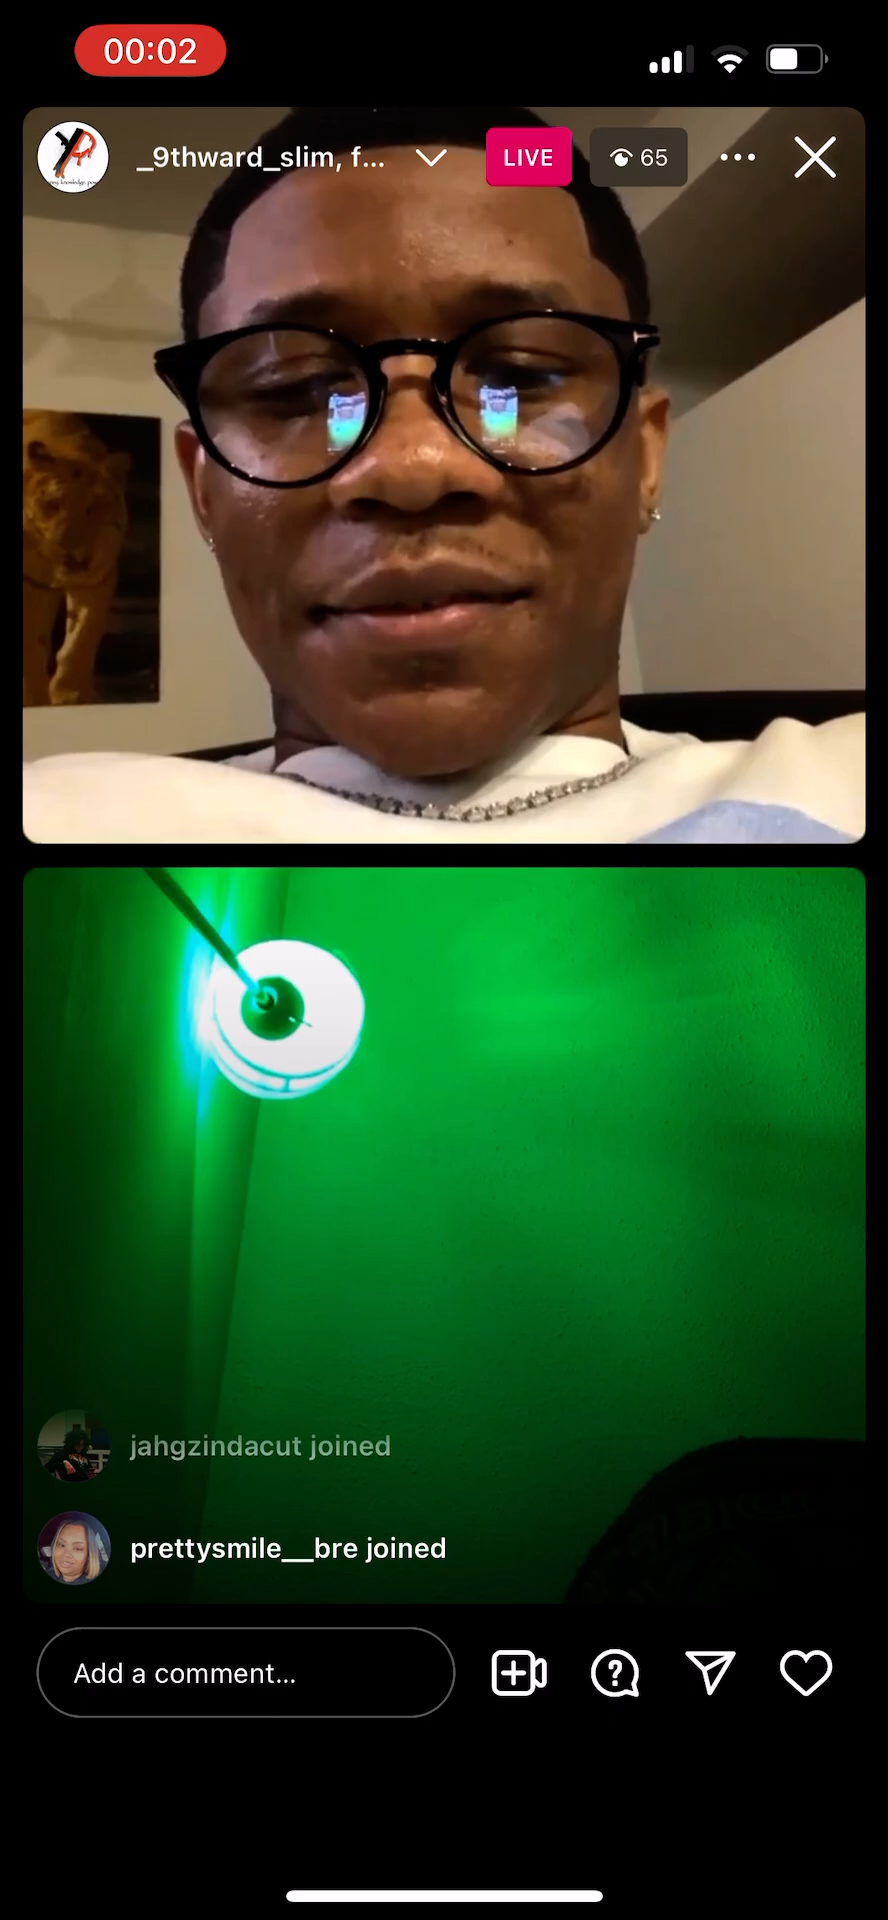 00:02
_9thward_slim, f...
LIVE
65
jahgzindacut joined
prettysmile__bre joined
Add a comment...